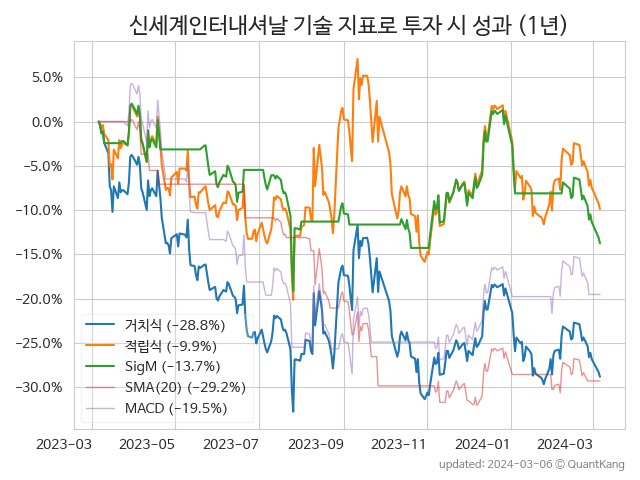 신세계인터내셔날 기술 지표로 투자 시 성과 (1년)
5.0%
0.0%
−5.0%
−10.0%
−15.0%
−20.0%
−25.0%
−30.0%
거치식 (−28.8%)
적립식 (−9.9%)
SigM (−13.7%)
SMA(20) (−29.2%)
MACD (−19.5%)
2023−03 2023−05 2023−07 2023−09 2023−11 2024−01 2024−03
updated: 2024−03−06 ⓒ QuantKang